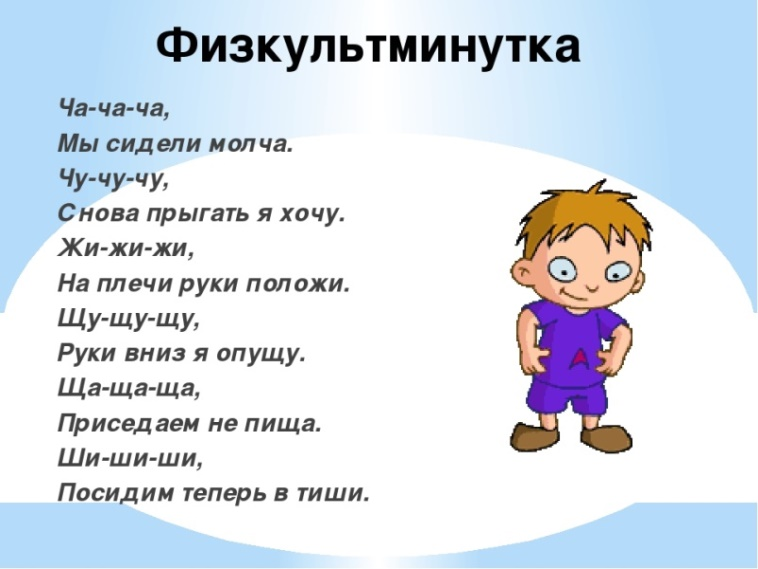 Физкультминутка
Ча-ча-ча,
Мы сидели молча.
Чу-чу-чу,
Снова прыгать я хочу.
Жи-жи-жи,
На плечи руки положи.
Щу-щу-щу,
Руки вниз я опущу.
Ща-ща-ща,
Приседаем не пища.
Ши-ши-ши,
Посидим теперь в тиши.